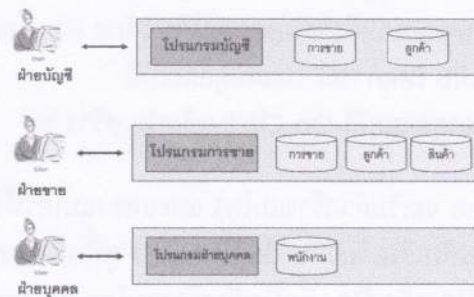 User
โปรแกรมบัญชี
การขาย
ลูกค้า
ฝ่ายบัญชี
User
โปรแกรมการขาย
การขาย
ลูกค้า
สินค้า
ฝ่ายขาย
User
โปรแกรมฝ่ายบุคคล
พนักงาน
ฝ่ายบุคคล